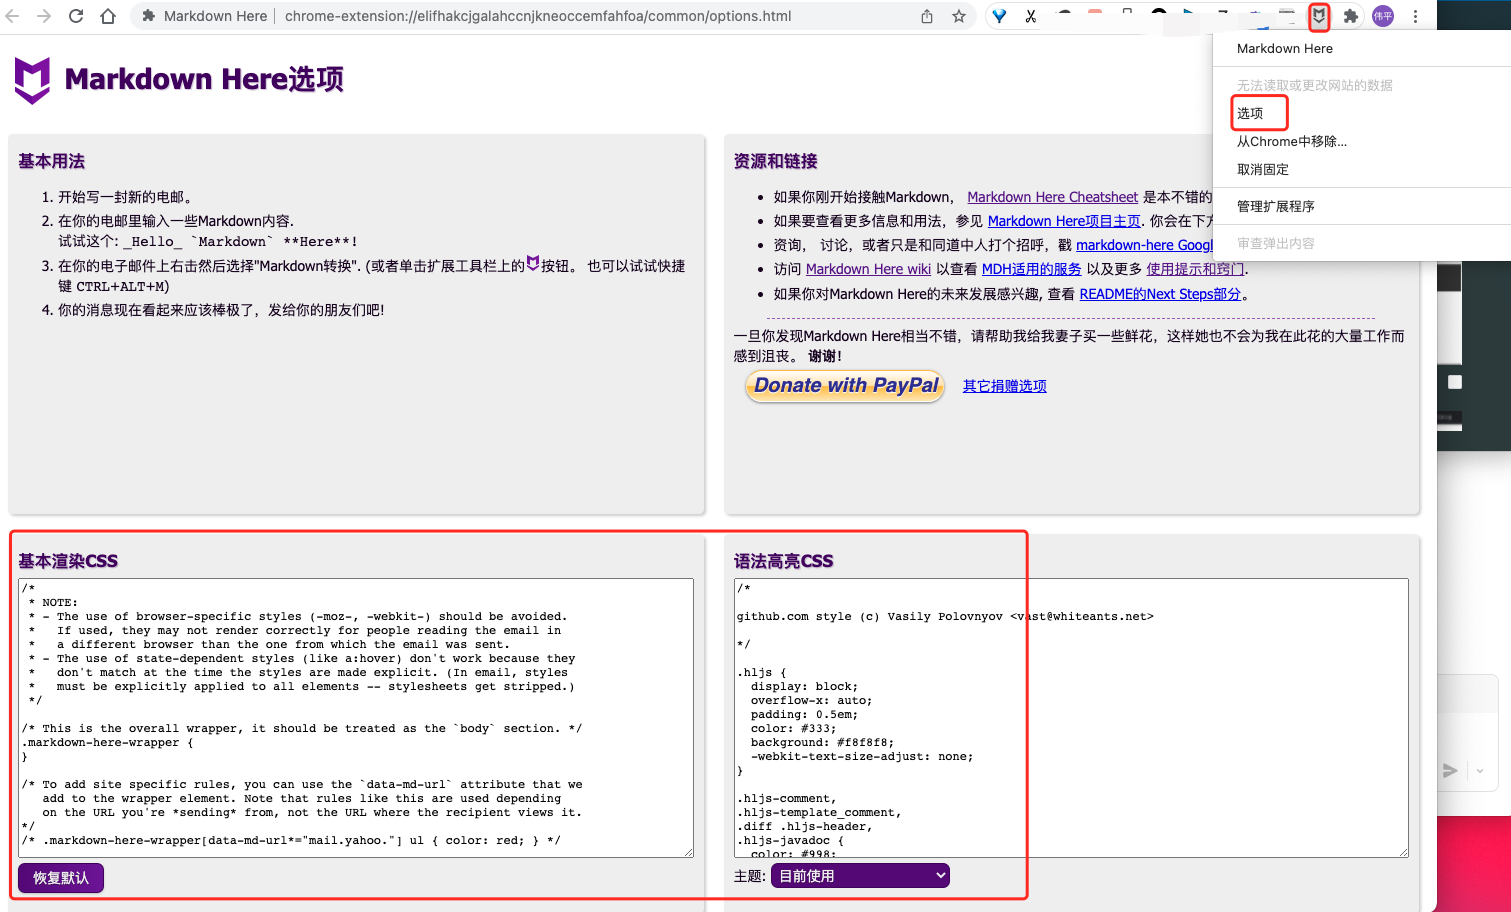 Markdown Here
chrome-extension://elifhakcjgalahccnjkneoccemfahfoa/common/options.html
伟平
Markdown Here
无法读取或更改网站的数据
选项
从Chrome中移除...
取消固定
管理扩展程序
审查弹出内容
Markdown Here选项
基本用法
1. 开始写一封新的电邮。
2. 在你的电邮里输入一些Markdown内容.
试试这个: _Hello_ `Markdown` **Here**!
3. 在你的电子邮件上右击然后选择"Markdown转换". (或者单击扩展工具栏上的按钮。 也可以试试快捷
键 CTRL+ALT+M)
4. 你的消息现在看起来应该棒极了，发给你的朋友们吧!
资源和链接
• 如果你刚开始接触Markdown， Markdown Here Cheatsheet 是本不错的
• 如果要查看更多信息和用法，参见 Markdown Here项目主页. 你会在下方
• 资询， 讨论，或者只是和同道中人打个招呼，戳 markdown-here Googl
• 访问 Markdown Here wiki 以查看 MDH适用的服务 以及更多 使用提示和窍门.
• 如果你对Markdown Here的未来发展感兴趣, 查看 README的Next Steps部分。
一旦你发现Markdown Here相当不错，请帮助我给我妻子买一些鲜花，这样她也不会为我在此花的大量工作而
感到沮丧。 谢谢!
Donate with PayPal
其它捐赠选项
基本渲染CSS
/*
 * NOTE:
 * - The use of browser-specific styles (-moz-, -webkit-) should be avoided.
 *   If used, they may not render correctly for people reading the email in
 *   a different browser than the one from which the email was sent.
 * - The use of state-dependent styles (like a:hover) don't work because they
 *   don't match at the time the styles are made explicit. (In email, styles
 *   must be explicitly applied to all elements -- stylesheets get stripped.)
 */
/* This is the overall wrapper, it should be treated as the `body` section. */
.markdown-here-wrapper {
}
/* To add site specific rules, you can use the `data-md-url` attribute that we
   add to the wrapper element. Note that rules like this are used depending
   on the URL you're *sending* from, not the URL where the recipient views it.
*/
/* .markdown-here-wrapper[data-md-url*="mail.yahoo."] ul { color: red; } */
恢复默认
语法高亮CSS
/*
github.com style (c) Vasily Polovnyov <vast@whiteants.net>
*/
.hljs {
  display: block;
  overflow-x: auto;
  padding: 0.5em;
  color: #333;
  background: #f8f8f8;
  -webkit-text-size-adjust: none;
}
.hljs-comment,
.hljs-template_comment,
.diff .hljs-header,
.hljs-javadoc {
  color: #998;
主题: 目前使用